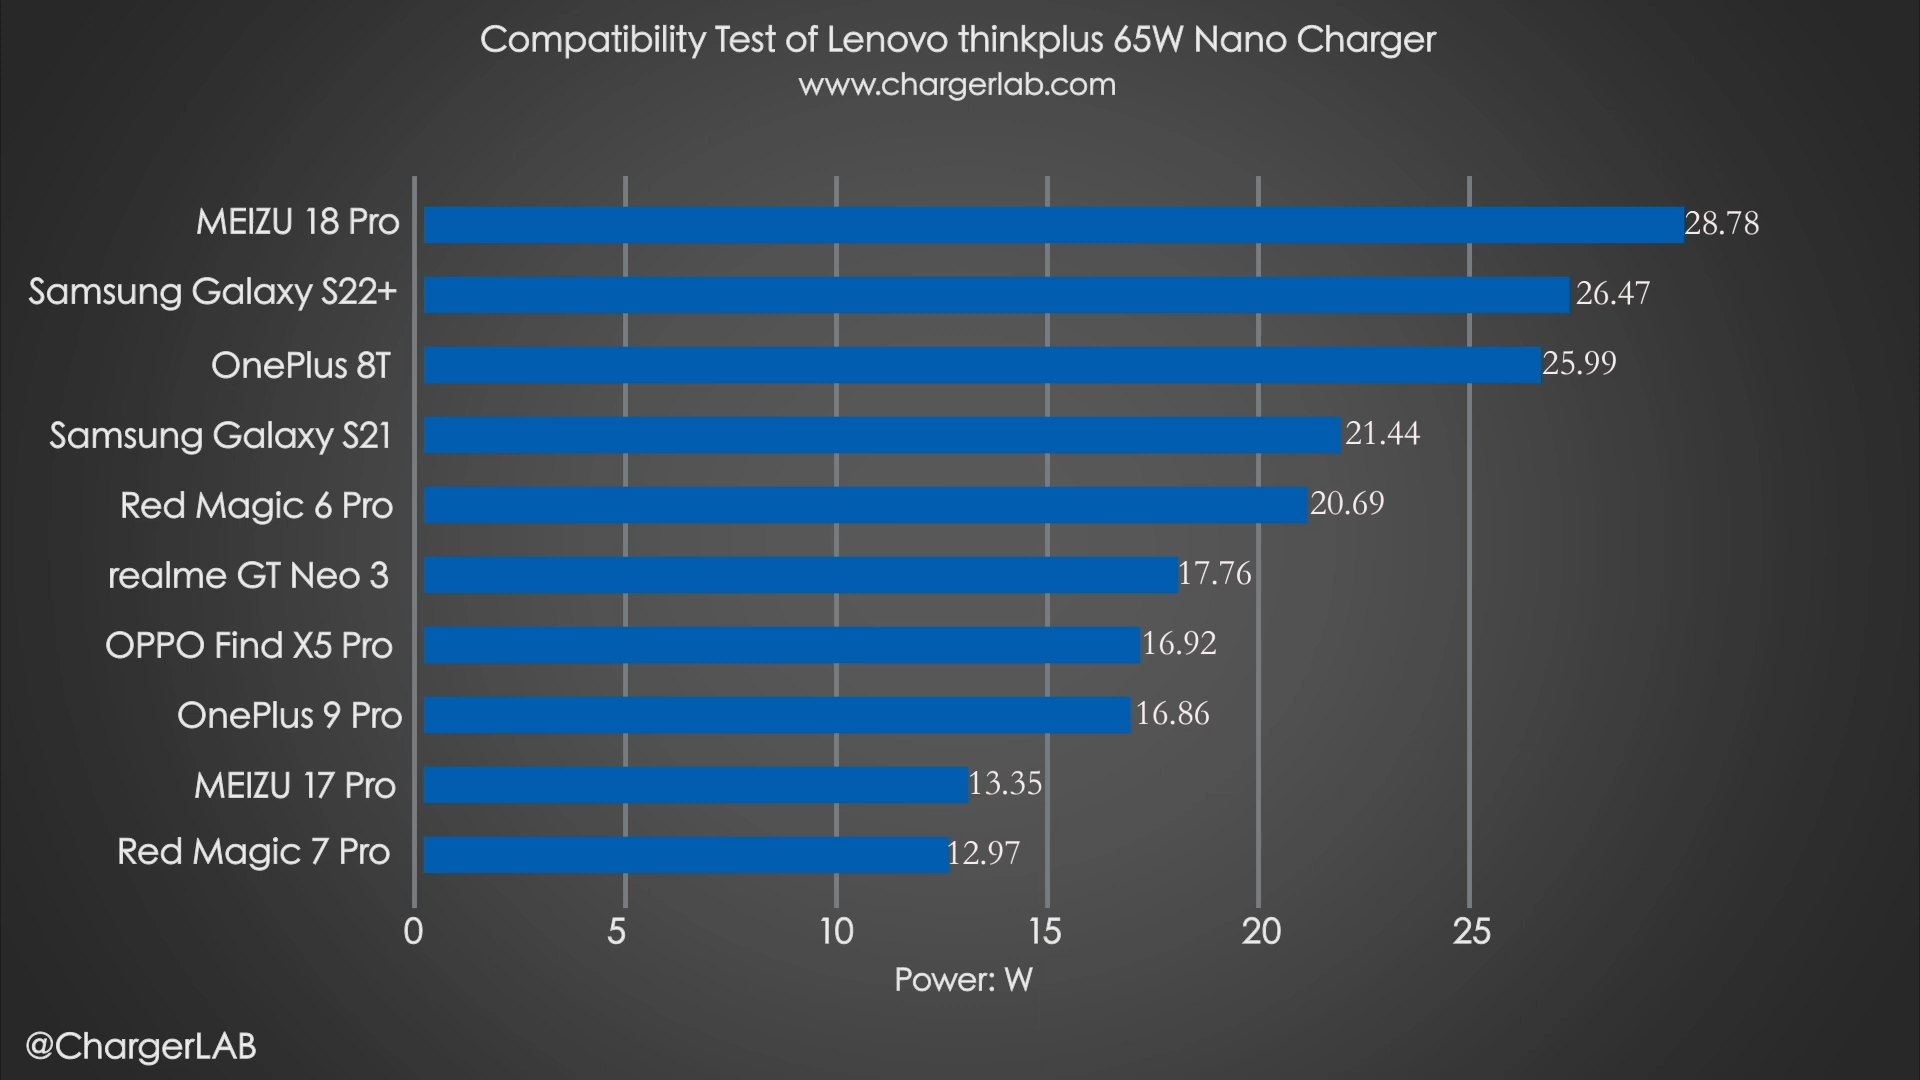 Compatibility Test of Lenovo thinkplus 65W Nano Charger
www.chargerlab.com
MEIZU 18 Pro 28.78
Samsung Galaxy S22+ 26.47
OnePlus 8T 25.99
Samsung Galaxy S21 21.44
Red Magic 6 Pro 20.69
realme GT Neo 3 17.76
OPPO Find X5 Pro 16.92
OnePlus 9 Pro 16.86
MEIZU 17 Pro 13.35
Red Magic 7 Pro 12.97
0 5 10 15 20 25
Power: W
@ChargerLAB